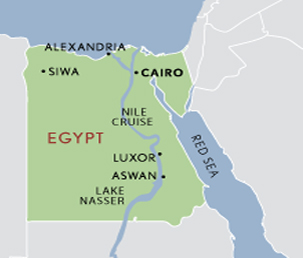 ALEXANDRIA
SIWA
CAIRO
NILE
CRUISE
EGYPT
RED SEA
LUXOR
ASWAN
LAKE
NASSER